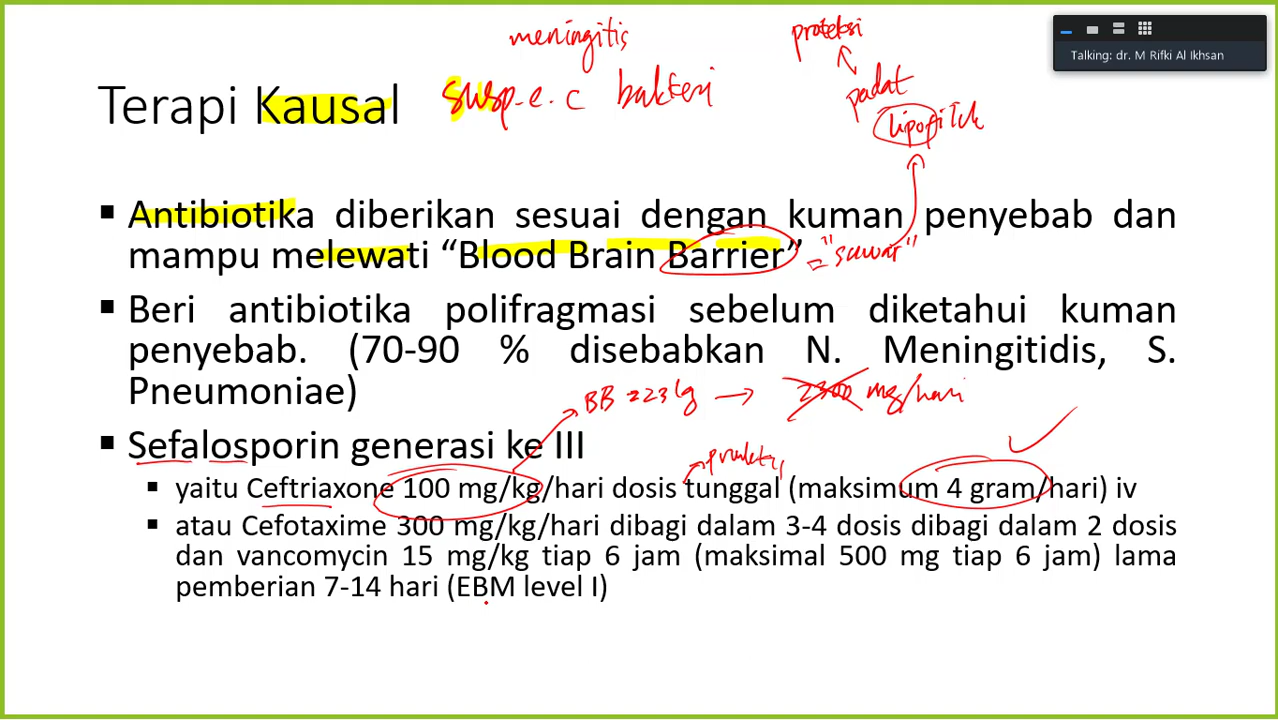 meningitis
proteksi
Talking: dr. M Rifki Al Ikhsan
Terapi Kausal
susp. e. c bakteri
padat
lipofilik
▪ Antibiotika diberikan sesuai dengan kuman penyebab dan
mampu melewati “Blood Brain Barrier”
= "sawar"
▪ Beri antibiotika polifragmasi sebelum diketahui kuman
penyebab. (70-90 % disebabkan N. Meningitidis, S.
Pneumoniae)
BB = 23 kg → 2300 mg/hari
▪ Sefalosporin generasi ke III
▪ yaitu Ceftriaxone 100 mg/kg/hari dosis tunggal (maksimum 4 gram/hari) iv
▪ atau Cefotaxime 300 mg/kg/hari dibagi dalam 3-4 dosis dibagi dalam 2 dosis
dan vancomycin 15 mg/kg tiap 6 jam (maksimal 500 mg tiap 6 jam) lama
pemberian 7-14 hari (EBM level I)